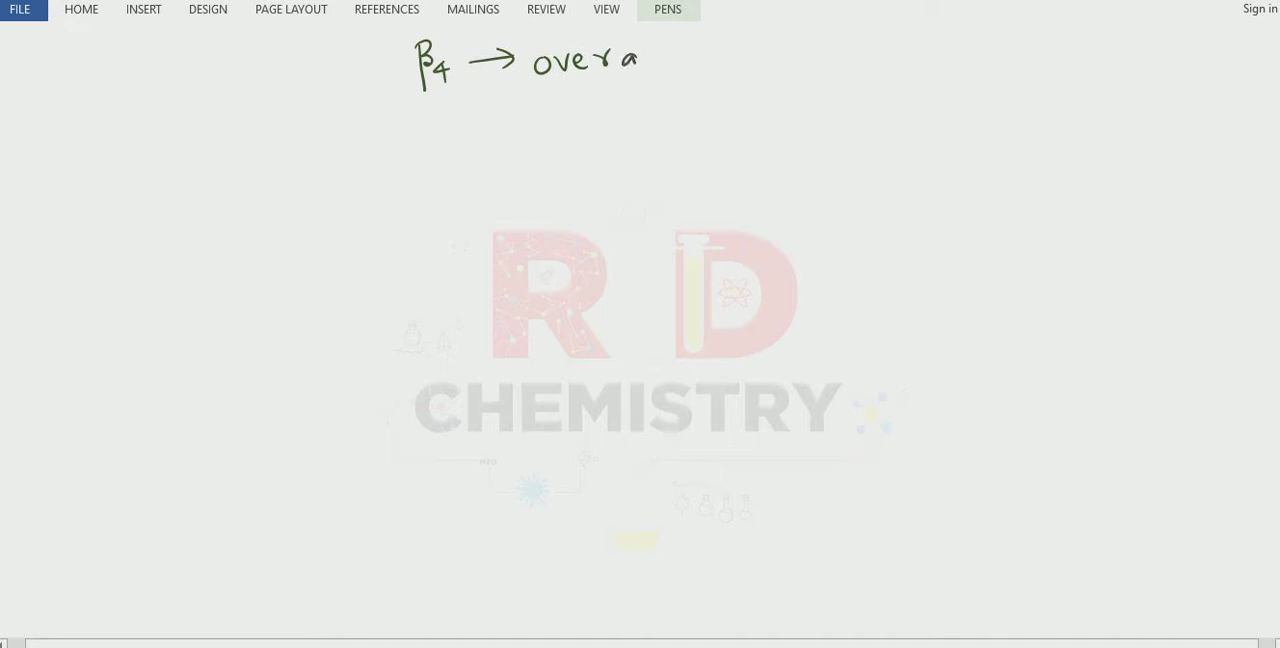 FILE HOME INSERT DESIGN PAGE LAYOUT REFERENCES MAILINGS REVIEW VIEW PENS Sign in
β4 → overa
RD
CHEMISTRY